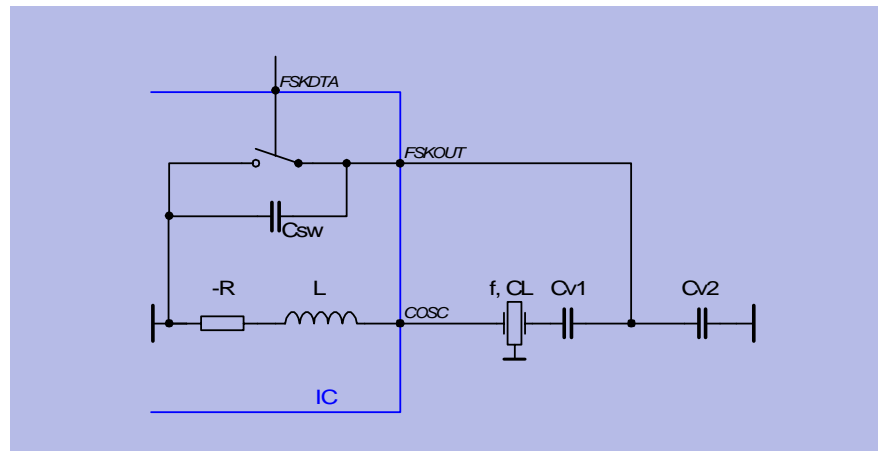 FSKDTA
FSKOUT
Csw
-R L f, CL Cv1 Cv2
COSC
IC